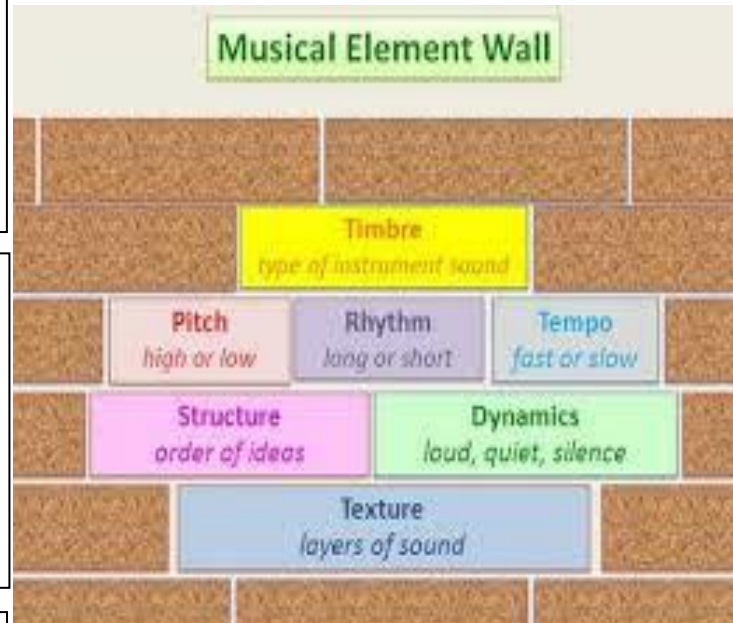 Musical Element Wall
Timbre
type of instrument sound
Pitch
high or low
Rhythm
long or short
Tempo
fast or slow
Structure
order of ideas
Dynamics
loud, quiet, silence
Texture
layers of sound